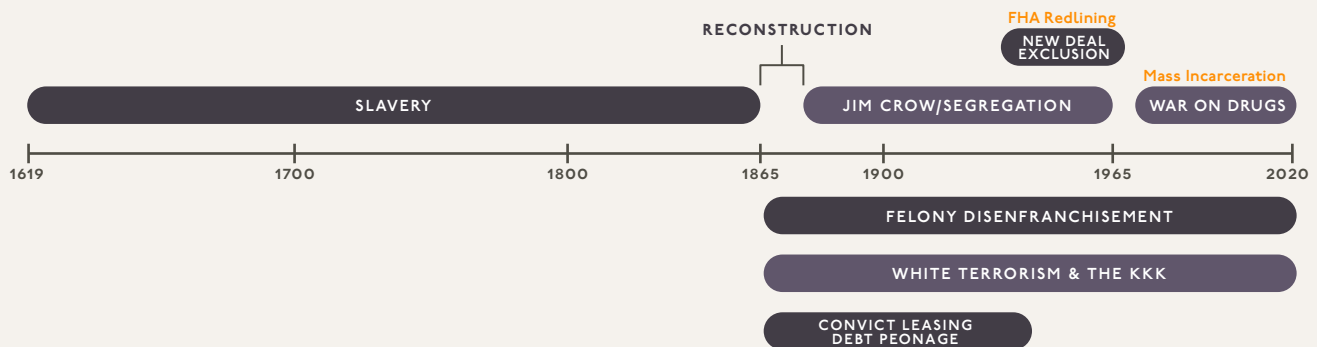 FHA Redlining
RECONSTRUCTION
NEW DEAL
EXCLUSION
Mass Incarceration
SLAVERY
JIM CROW/SEGREGATION
WAR ON DRUGS
1619
1700
1800
1865
1900
1965
2020
FELONY DISENFRANCHISEMENT
WHITE TERRORISM & THE KKK
CONVICT LEASING
DEBT PEONAGE